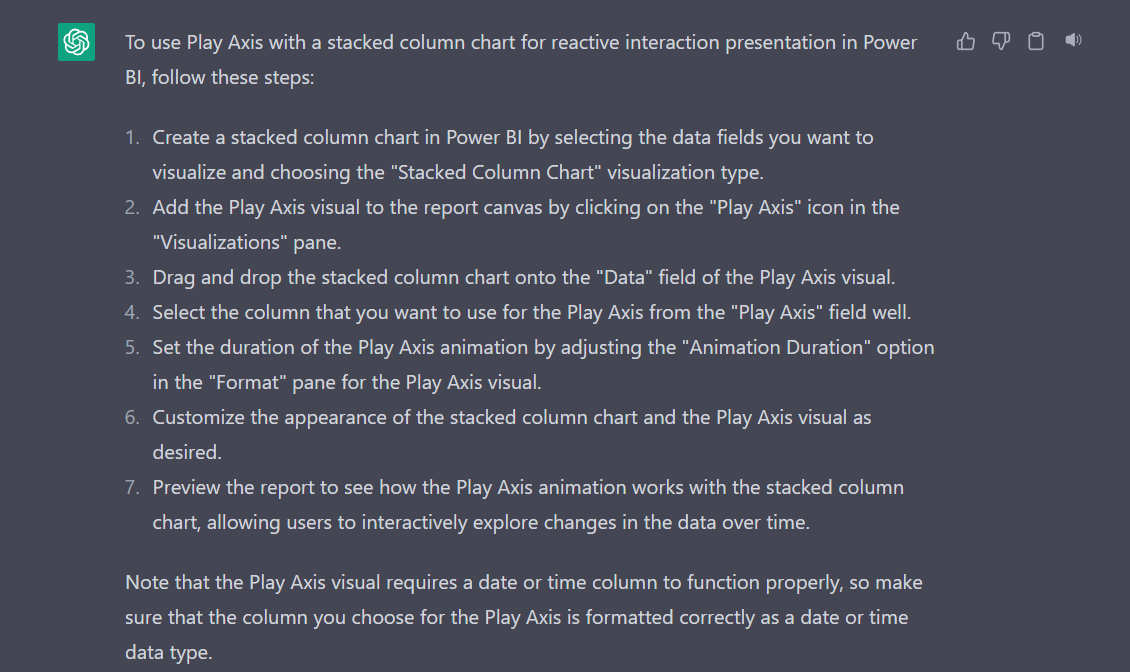 To use Play Axis with a stacked column chart for reactive interaction presentation in Power
BI, follow these steps:
1. Create a stacked column chart in Power BI by selecting the data fields you want to
visualize and choosing the "Stacked Column Chart" visualization type.
2. Add the Play Axis visual to the report canvas by clicking on the "Play Axis" icon in the
"Visualizations" pane.
3. Drag and drop the stacked column chart onto the "Data" field of the Play Axis visual.
4. Select the column that you want to use for the Play Axis from the "Play Axis" field well.
5. Set the duration of the Play Axis animation by adjusting the "Animation Duration" option
in the "Format" pane for the Play Axis visual.
6. Customize the appearance of the stacked column chart and the Play Axis visual as
desired.
7. Preview the report to see how the Play Axis animation works with the stacked column
chart, allowing users to interactively explore changes in the data over time.
Note that the Play Axis visual requires a date or time column to function properly, so make
sure that the column you choose for the Play Axis is formatted correctly as a date or time
data type.